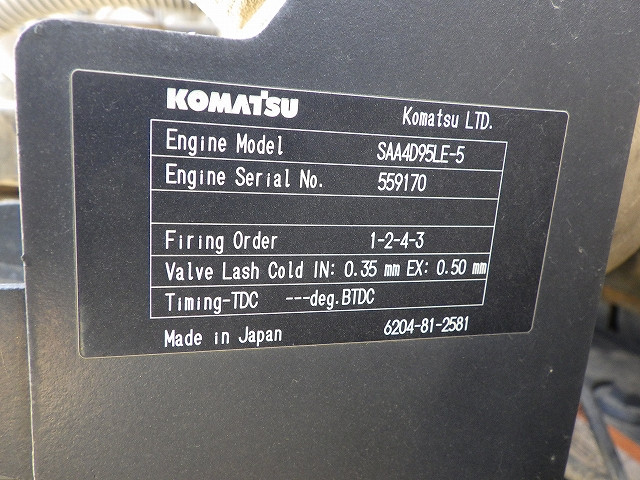 KOMATSU Komatsu LTD.
Engine Model SAA4D95LE-5
Engine Serial No. 559170
Firing Order 1-2-4-3
Valve Lash Cold IN: 0.35 mm EX: 0.50 mm
Timing-TDC ---deg.BTDC
Made in Japan 6204-81-2581